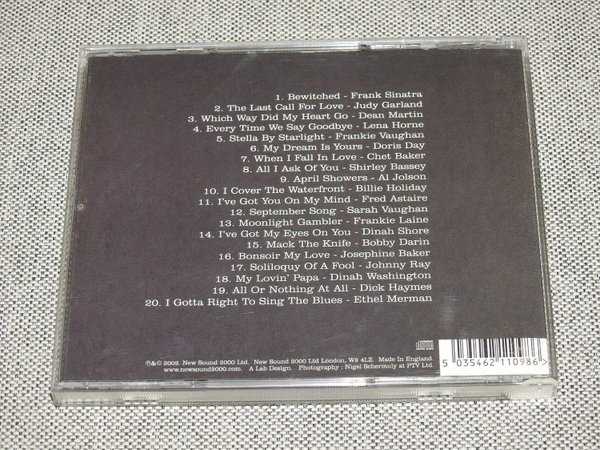 1. Bewitched - Frank Sinatra
2. The Last Call For Love - Judy Garland
3. Which Way Did My Heart Go - Dean Martin
4. Every Time We Say Goodbye - Lena Horne
5. Stella By Starlight - Frankie Vaughan
6. My Dream Is Yours - Doris Day
7. When I Fall In Love - Chet Baker
8. All I Ask Of You - Shirley Bassey
9. April Showers - Al Jolson
10. I Cover The Waterfront - Billie Holiday
11. I've Got You On My Mind - Fred Astaire
12. September Song - Sarah Vaughan
13. Moonlight Gambler - Frankie Laine
14. I've Got My Eyes On You - Dinah Shore
15. Mack The Knife - Bobby Darin
16. Bonsoir My Love - Josephine Baker
17. Soliloquy Of A Fool - Johnny Ray
18. My Lovin' Papa - Dinah Washington
19. All Or Nothing At All - Dick Haymes
20. I Gotta Right To Sing The Blues - Ethel Merman
℗&© 2002. New Sound 2000 Ltd. New Sound 2000 Ltd London, W8 4LZ. Made In England.
www.newsound2000.com. A Lab Design. Photography : Nigel Schermuly at PTV Ltd.
5 035462 110986 >